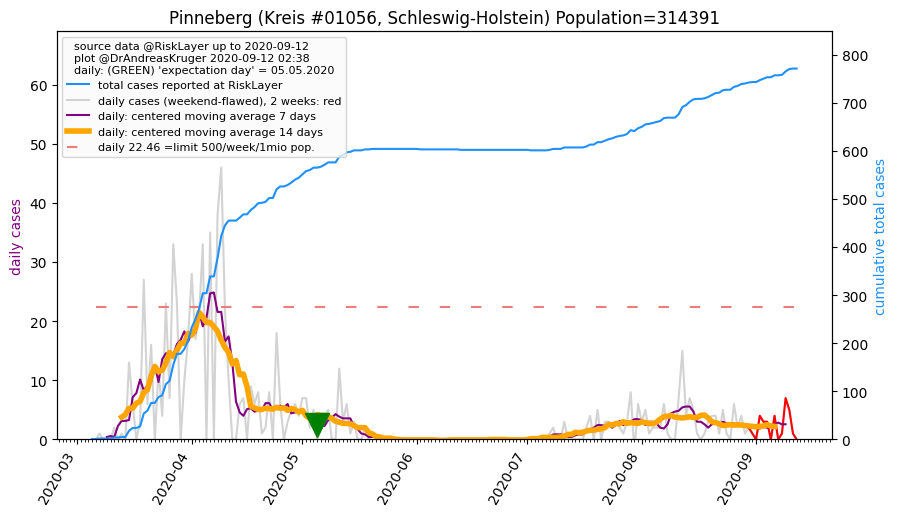 Pinneberg (Kreis #01056, Schleswig-Holstein) Population=314391
source data @RiskLayer up to 2020-09-12
plot @DrAndreasKruger 2020-09-12 02:38
daily: (GREEN) 'expectation day' = 05.05.2020
total cases reported at RiskLayer
daily cases (weekend-flawed), 2 weeks: red
daily: centered moving average 7 days
daily: centered moving average 14 days
daily 22.46 =limit 500/week/1mio pop.
daily cases
60
50
40
30
20
10
0
800
700
600
500
400
300
200
100
0
cumulative total cases
2020-03
2020-04
2020-05
2020-06
2020-07
2020-08
2020-09